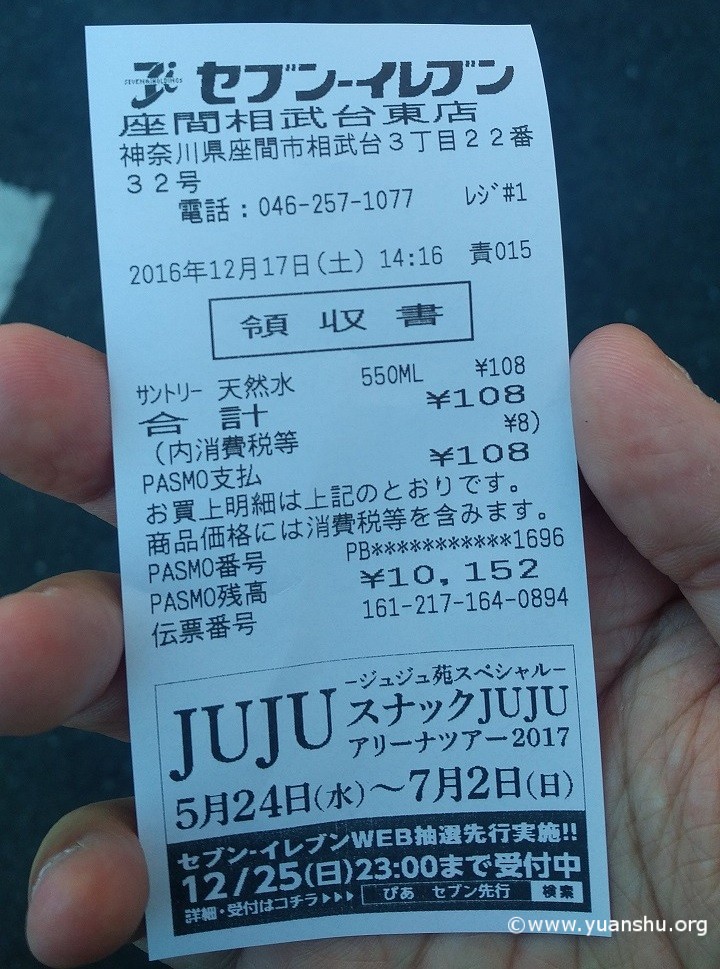 セブン-イレブン
座間相武台東店
神奈川県座間市相武台3丁目22番
32号
電話:046-257-1077 レジ#1
2016年12月17日(土) 14:16 責015
領収書
サントリー 天然水 550ML ¥108
合計 ¥108
(内消費税等 ¥8)
PASMO支払 ¥108
お買上明細は上記のとおりです。
商品価格には消費税等を含みます。
PASMO番号 PB***********1696
PASMO残高 ¥10,152
伝票番号 161-217-164-0894
-ジュジュ苑スペシャル-
JUJU スナックJUJU
アリーナツアー2017
5月24日(水)~7月2日(日)
セブン-イレブンWEB抽選先行実施!!
12/25(日)23:00まで受付中
詳細・受付はコチラ▶▶▶ ぴあ セブン先行 検索
©www.yuanshu.org